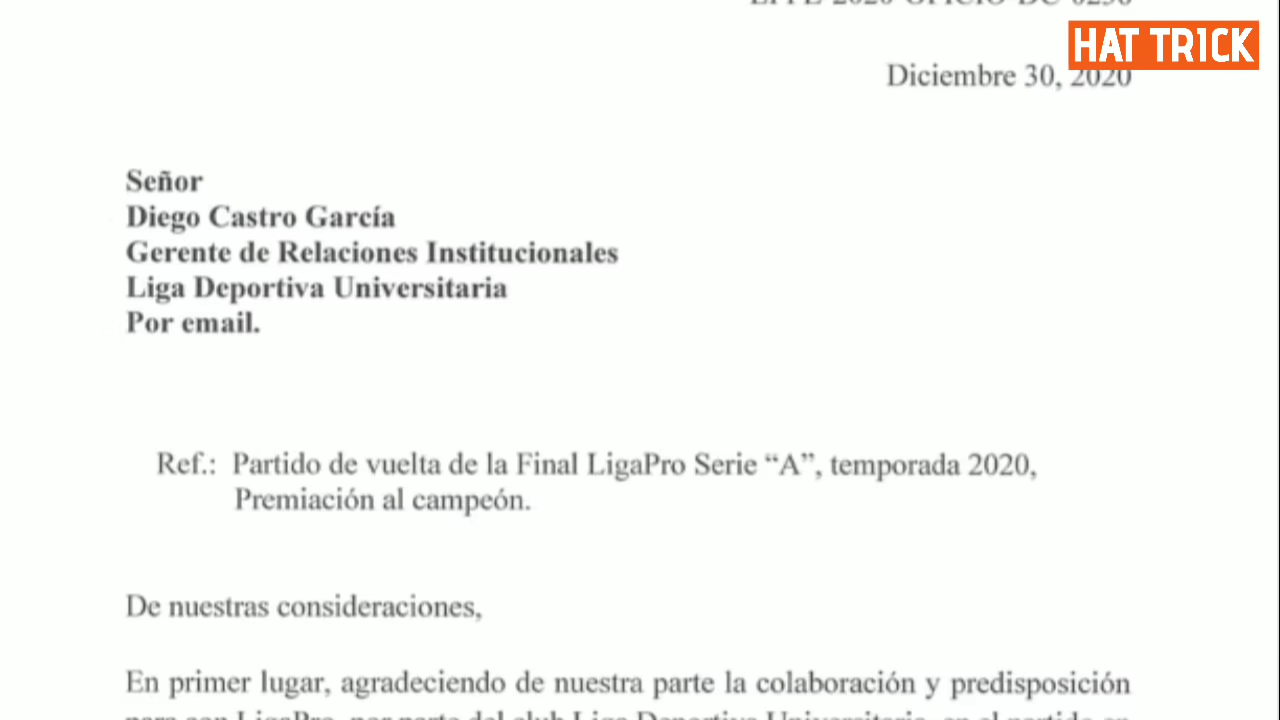 HAT TRICK
Diciembre 30, 2020
Señor
Diego Castro García
Gerente de Relaciones Institucionales
Liga Deportiva Universitaria
Por email.
Ref.: Partido de vuelta de la Final LigaPro Serie “A”, temporada 2020,
Premiación al campeón.
De nuestras consideraciones,
En primer lugar, agradeciendo de nuestra parte la colaboración y predisposición